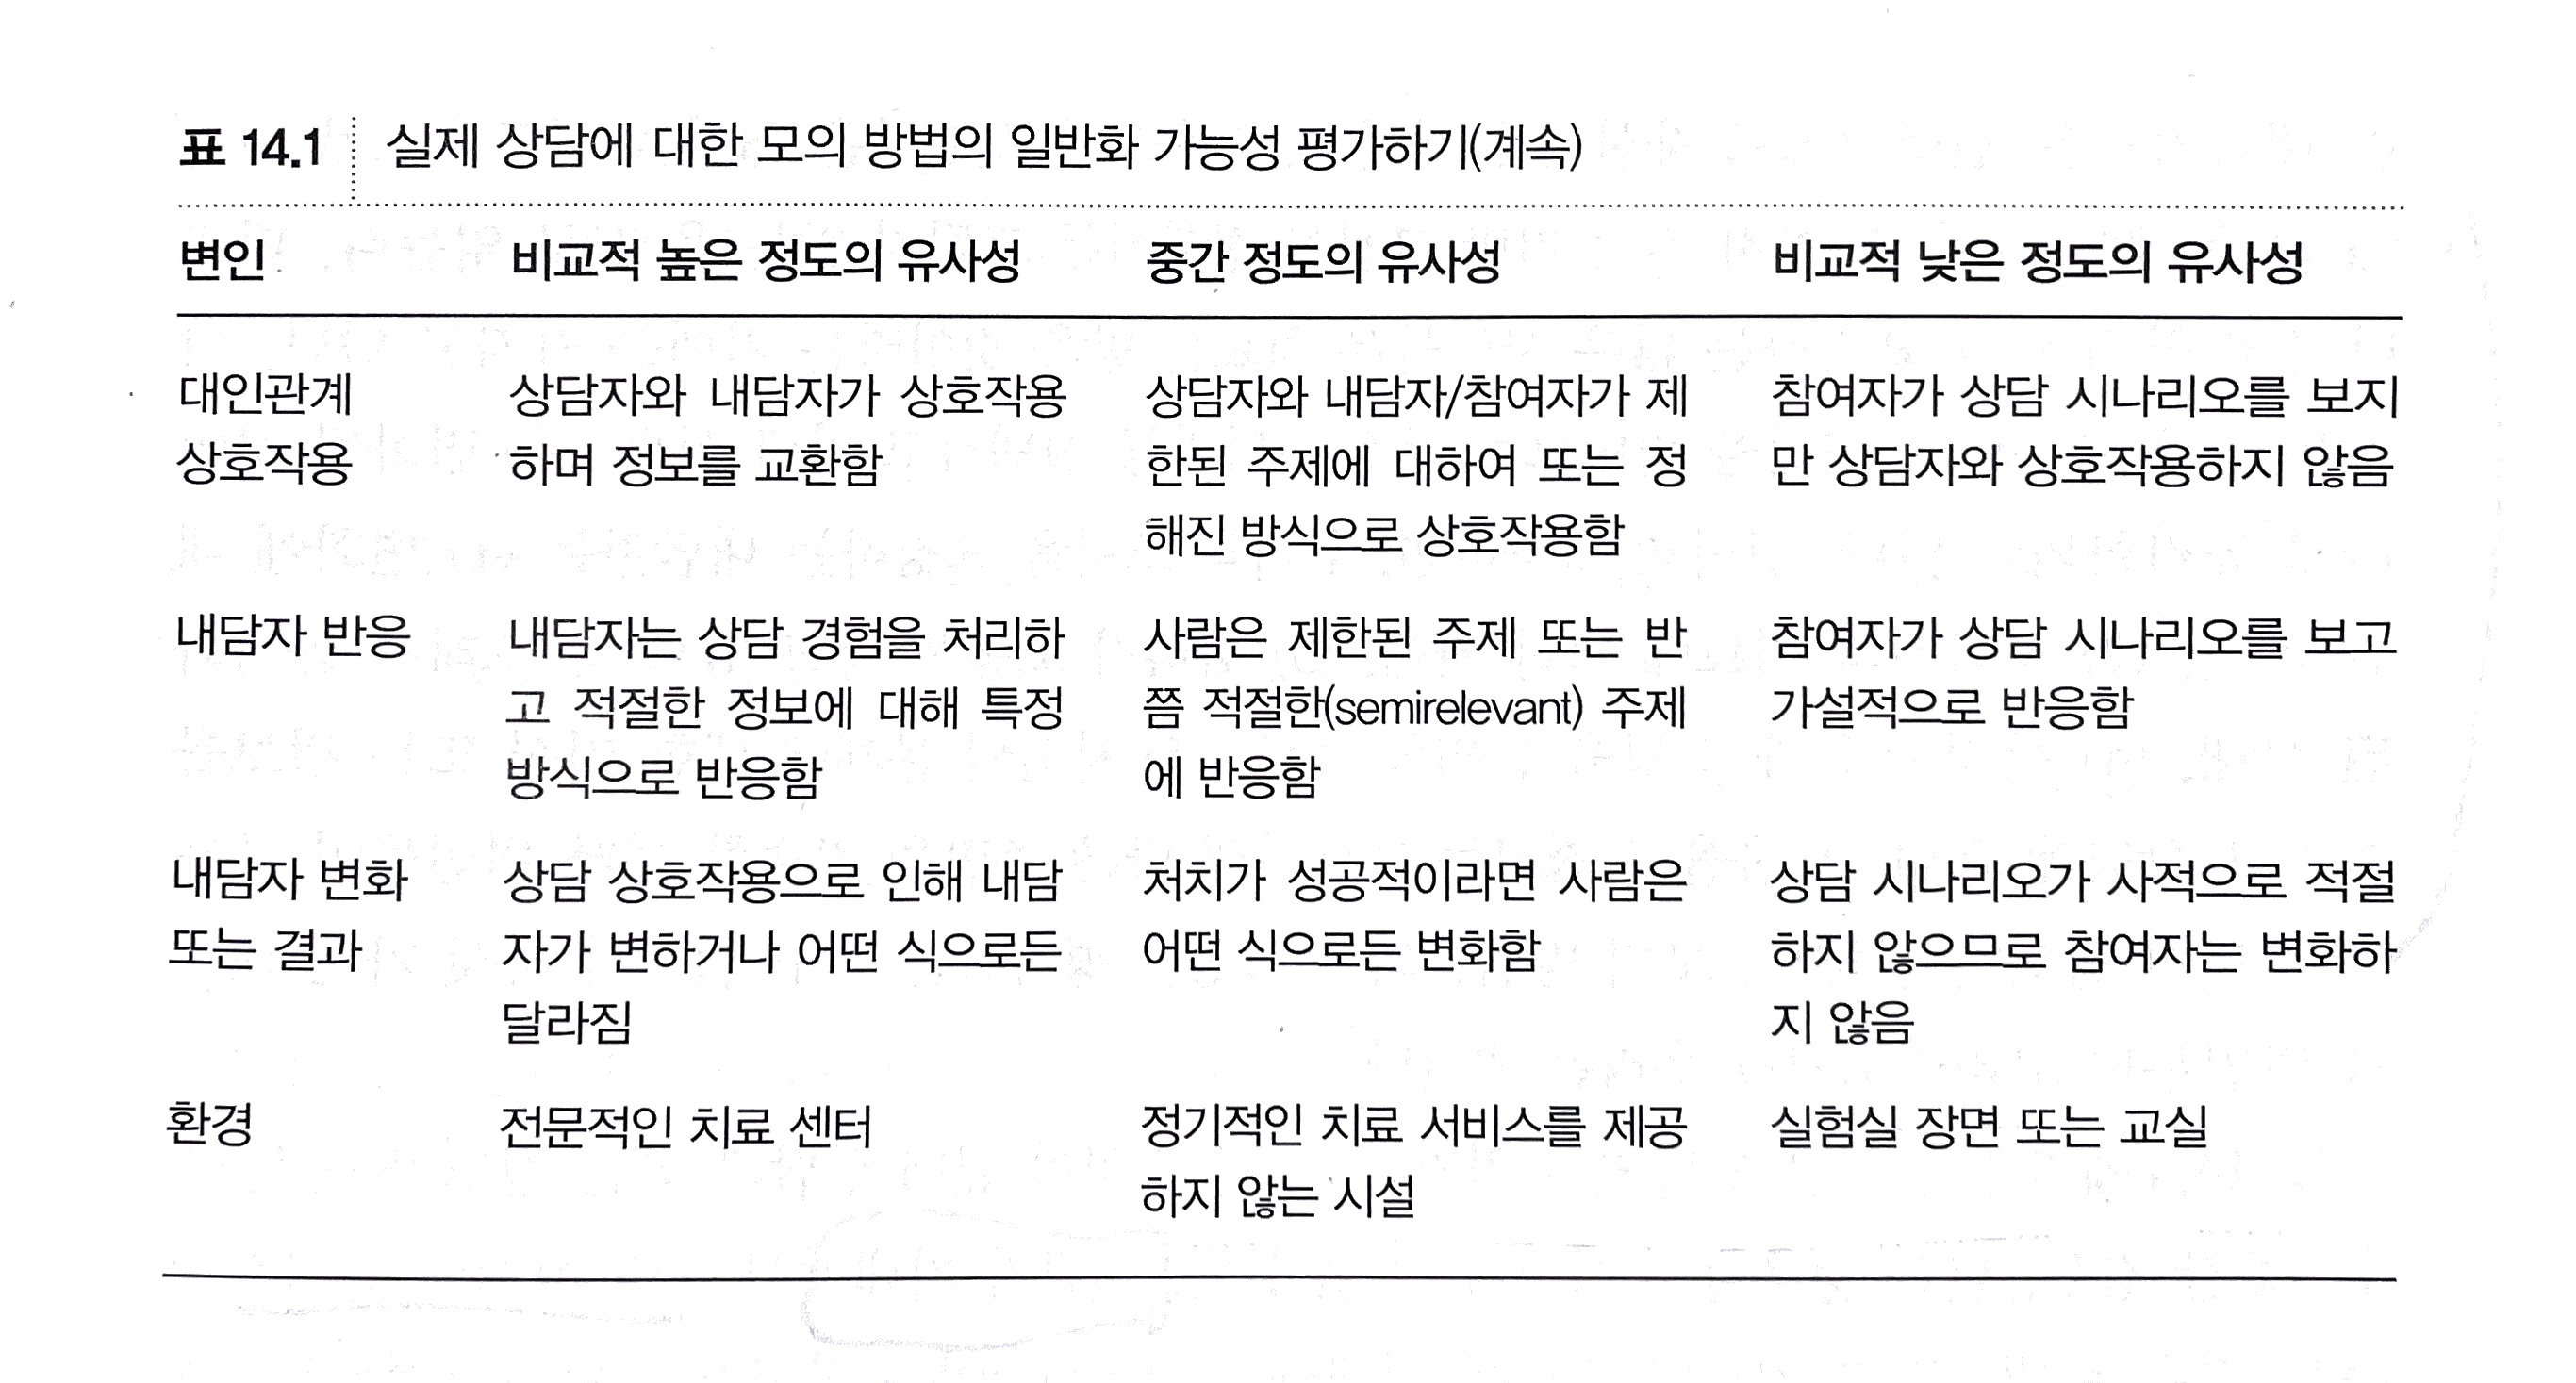 표 14.1 실제 상담에 대한 모의 방법의 일반화 가능성 평가하기(계속)
변인 비교적 높은 정도의 유사성 중간 정도의 유사성 비교적 낮은 정도의 유사성
대인관계 상담자와 내담자가 상호작용 상담자와 내담자/참여자가 제 참여자가 상담 시나리오를 보지
상호작용 하며 정보를 교환함 한된 주제에 대하여 또는 정 만 상담자와 상호작용하지 않음
해진 방식으로 상호작용함
내담자 반응 내담자는 상담 경험을 처리하 사람은 제한된 주제 또는 반 참여자가 상담 시나리오를 보고
고 적절한 정보에 대해 특정 쯤 적절한(semirelevant) 주제 가설적으로 반응함
방식으로 반응함 에 반응함
내담자 변화 상담 상호작용으로 인해 내담 처치가 성공적이라면 사람은 상담 시나리오가 사적으로 적절
또는 결과 자가 변하거나 어떤 식으로든 어떤 식으로든 변화함 하지 않으므로 참여자는 변화하
달라짐 지 않음
환경 전문적인 치료 센터 정기적인 치료 서비스를 제공 실험실 장면 또는 교실
하지 않는 시설